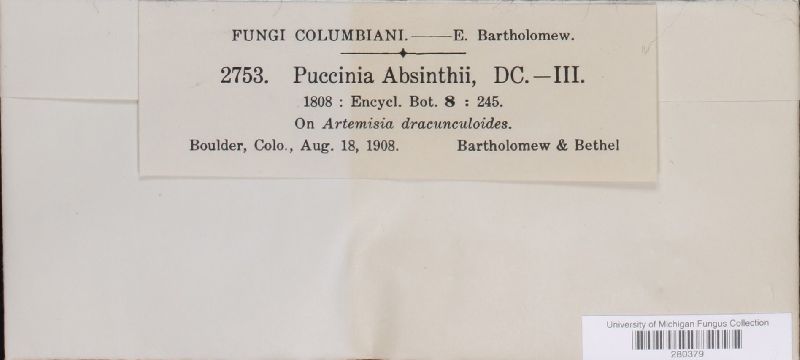 FUNGI COLUMBIANI.—E. Bartholomew.
2753. Puccinia Absinthii, DC.—III.
1808 : Encycl. Bot. 8 : 245.
On Artemisia dracunculoides.
Boulder, Colo., Aug. 18, 1908. Bartholomew & Bethel
University of Michigan Fungus Collection
280379